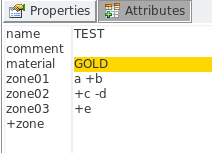 Properties Attributes
name TEST
comment
material GOLD
zone01 a +b
zone02 +c -d
zone03 +e
+zone